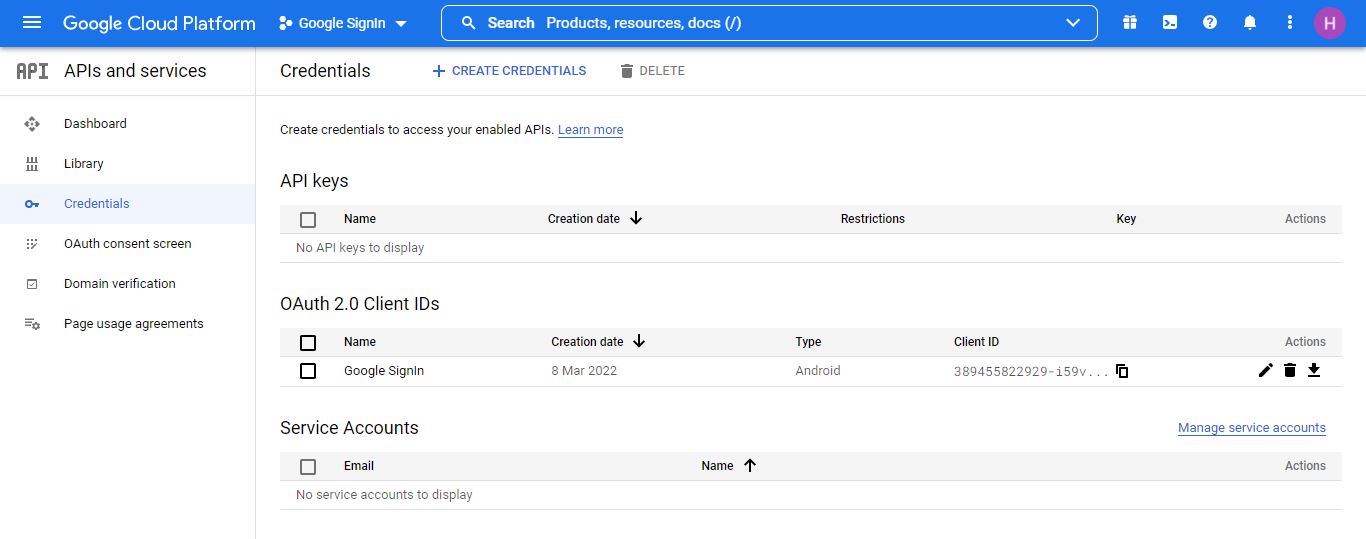 Google Cloud Platform Google SignIn Search Products, resources, docs (/) H
API APIs and services
Credentials CREATE CREDENTIALS DELETE
Dashboard
Library
Credentials
OAuth consent screen
Domain verification
Page usage agreements
Create credentials to access your enabled APIs. Learn more
API keys
Name Creation date Restrictions Key Actions
No API keys to display
OAuth 2.0 Client IDs
Name Creation date Type Client ID Actions
Google SignIn 8 Mar 2022 Android 389455822929-i59v...
Service Accounts Manage service accounts
Email Name Actions
No service accounts to display